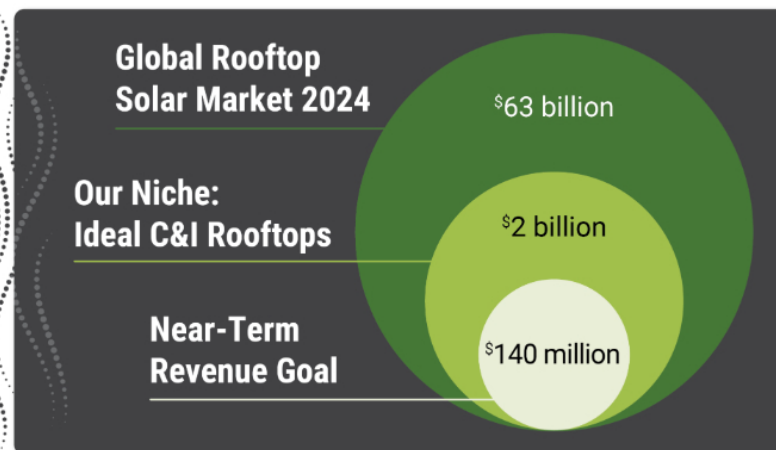 Global Rooftop
Solar Market 2024
$63 billion
Our Niche:
Ideal C&I Rooftops
$2 billion
Near-Term
Revenue Goal
$140 million